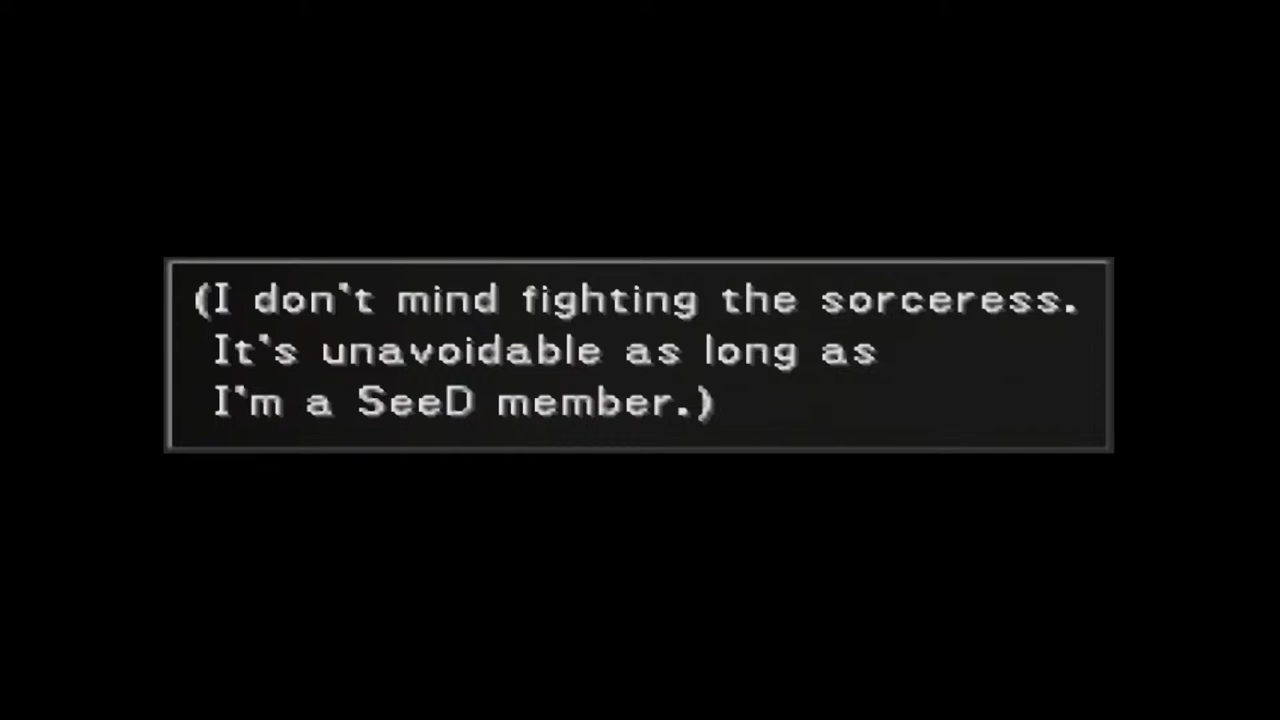 (I don't mind fighting the sorceress.
It's unavoidable as long as
I'm a SeeD member.)